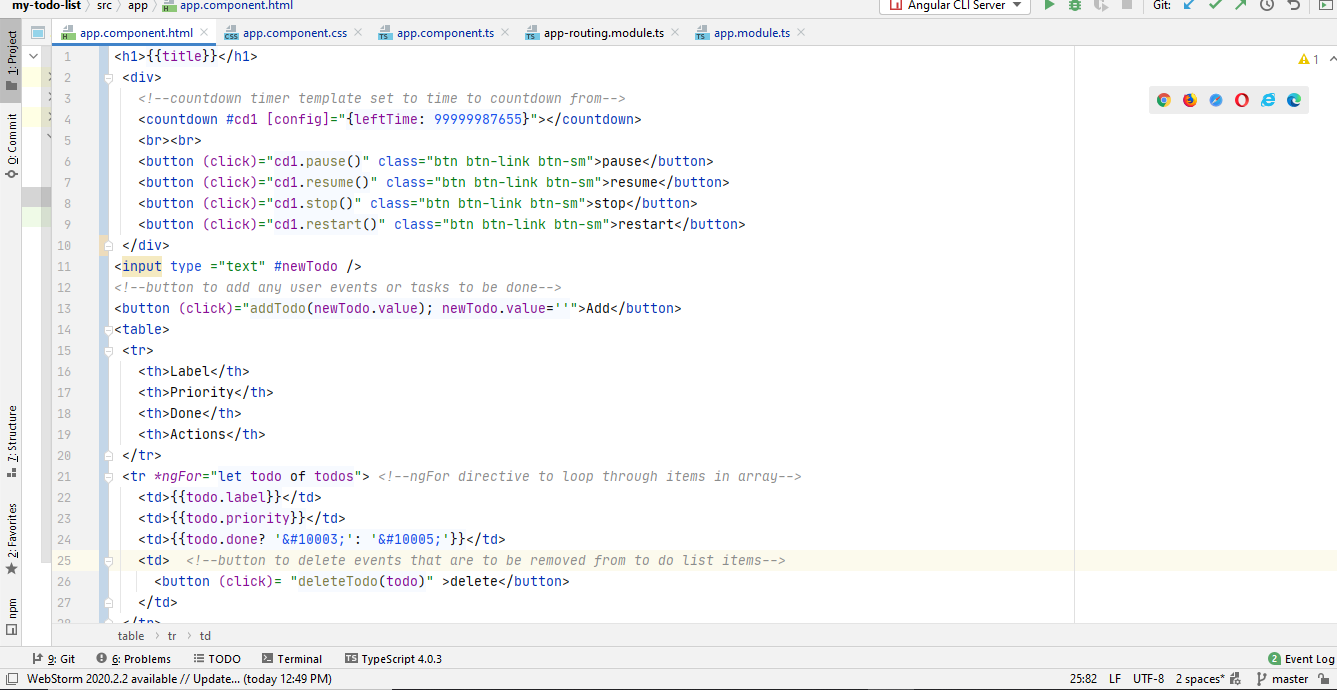 my-todo-list src app app.component.html Angular CLI Server Git:
app.component.html app.component.css app.component.ts app-routing.module.ts app.module.ts
1: Project
0: Commit
7: Structure
2: Favorites
npm
1 <h1>{{title}}</h1> 1
2 <div>
3 <!--countdown timer template set to time to countdown from-->
4 <countdown #cd1 [config]="{leftTime: 99999987655}"></countdown>
5 <br><br>
6 <button (click)="cd1.pause()" class="btn btn-link btn-sm">pause</button>
7 <button (click)="cd1.resume()" class="btn btn-link btn-sm">resume</button>
8 <button (click)="cd1.stop()" class="btn btn-link btn-sm">stop</button>
9 <button (click)="cd1.restart()" class="btn btn-link btn-sm">restart</button>
10 </div>
11 <input type ="text" #newTodo />
12 <!--button to add any user events or tasks to be done-->
13 <button (click)="addTodo(newTodo.value); newTodo.value=''">Add</button>
14 <table>
15 <tr>
16 <th>Label</th>
17 <th>Priority</th>
18 <th>Done</th>
19 <th>Actions</th>
20 </tr>
21 <tr *ngFor="let todo of todos"> <!--ngFor directive to loop through items in array-->
22 <td>{{todo.label}}</td>
23 <td>{{todo.priority}}</td>
24 <td>{{todo.done? '&#10003;': '&#10005;'}}</td>
25 <td> <!--button to delete events that are to be removed from to do list items-->
26 <button (click)= "deleteTodo(todo)" >delete</button>
27 </td>
28 </tr>
table tr td
9: Git 6: Problems TODO Terminal TypeScript 4.0.3 2 Event Log
WebStorm 2020.2.2 available // Update... (today 12:49 PM) 25:82 LF UTF-8 2 spaces* master